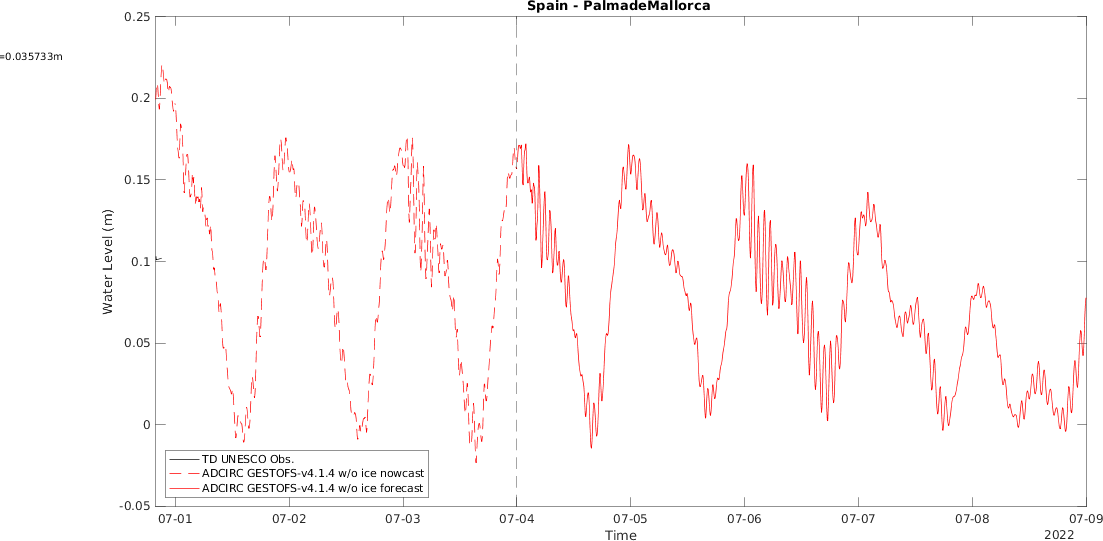 Spain - PalmadeMallorca
=0.035733m
0.25
0.2
0.15
0.1
0.05
0
-0.05
Water Level (m)
TD UNESCO Obs.
ADCIRC GESTOFS-v4.1.4 w/o ice nowcast
ADCIRC GESTOFS-v4.1.4 w/o ice forecast
07-01 07-02 07-03 07-04 07-05 07-06 07-07 07-08 07-09
Time
2022